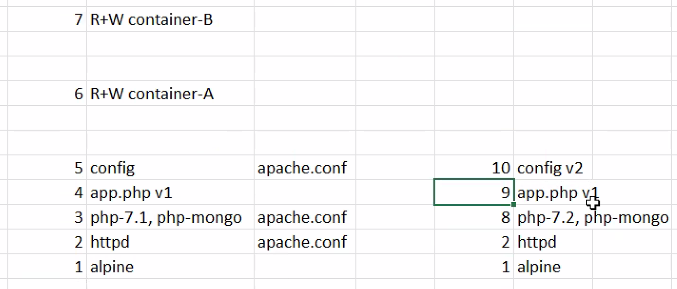 7 R+W container-B
6 R+W container-A
5 config apache.conf 10 config v2
4 app.php v1 9 app.php v1
3 php-7.1, php-mongo apache.conf 8 php-7.2, php-mongo
2 httpd apache.conf 2 httpd
1 alpine 1 alpine